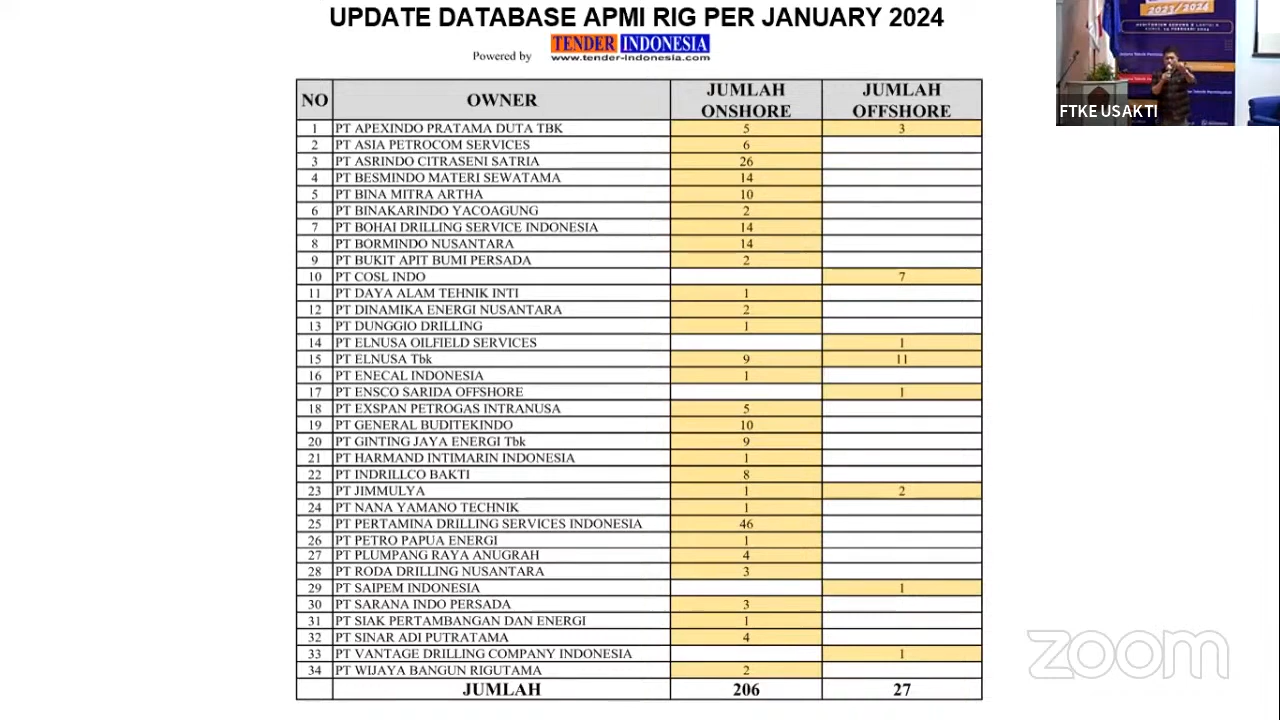 UPDATE DATABASE APMI RIG PER JANUARY 2024
Powered by TENDER INDONESIA
www.tender-indonesia.com
NO OWNER JUMLAH ONSHORE JUMLAH OFFSHORE
1 PT APEXINDO PRATAMA DUTA TBK 5 3
2 PT ASIA PETROCOM SERVICES 6
3 PT ASRINDO CITRASENI SATRIA 26
4 PT BESMINDO MATERI SEWATAMA 14
5 PT BINA MITRA ARTHA 10
6 PT BINAKARINDO YACOAGUNG 2
7 PT BOHAI DRILLING SERVICE INDONESIA 14
8 PT BORMINDO NUSANTARA 14
9 PT BUKIT APIT BUMI PERSADA 2
10 PT COSL INDO 7
11 PT DAYA ALAM TEHNIK INTI 1
12 PT DINAMIKA ENERGI NUSANTARA 2
13 PT DUNGGIO DRILLING 1
14 PT ELNUSA OILFIELD SERVICES 1
15 PT ELNUSA Tbk 9 11
16 PT ENECAL INDONESIA 1
17 PT ENSCO SARIDA OFFSHORE 1
18 PT EXSPAN PETROGAS INTRANUSA 5
19 PT GENERAL BUDITEKINDO 10
20 PT GINTING JAYA ENERGI Tbk 9
21 PT HARMAND INTIMARIN INDONESIA 1
22 PT INDRILLCO BAKTI 8
23 PT JIMMULYA 1 2
24 PT NANA YAMANO TECHNIK 1
25 PT PERTAMINA DRILLING SERVICES INDONESIA 46
26 PT PETRO PAPUA ENERGI 1
27 PT PLUMPANG RAYA ANUGRAH 4
28 PT RODA DRILLING NUSANTARA 3
29 PT SAIPEM INDONESIA 1
30 PT SARANA INDO PERSADA 3
31 PT SIAK PERTAMBANGAN DAN ENERGI 1
32 PT SINAR ADI PUTRATAMA 4
33 PT VANTAGE DRILLING COMPANY INDONESIA 1
34 PT WIJAYA BANGUN RIGUTAMA 2
JUMLAH 206 27
2023/2024
FTKE USAKTI
zoom